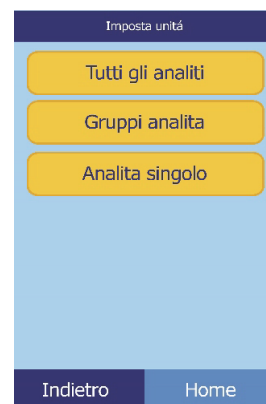 Imposta unitá
Tutti gli analiti
Gruppi analita
Analita singolo
Indietro Home